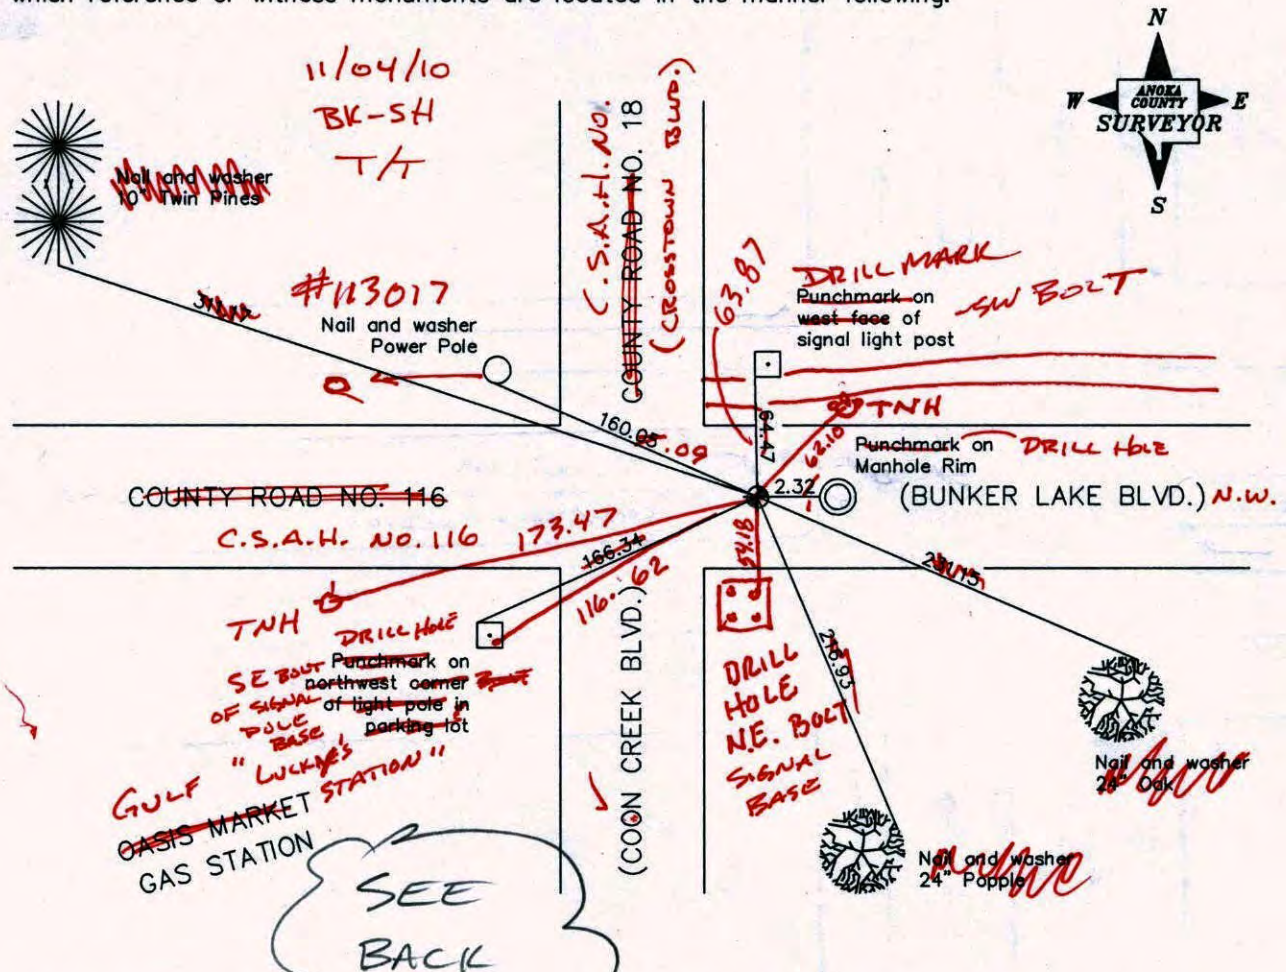 which reference or witness monuments are located in the manner following:
11/04/10
BK-SH
T/T
N
W
E
S
ANOKA
COUNTY
SURVEYOR
Nail and washer
10" Twin Pines
C.S.A.H. NO.
COUNTY ROAD NO. 18
(CROSSTOWN BLVD.)
#113017
Nail and washer
Power Pole
63.87
DRILL MARK
Punchmark on
SW BOLT
west face of
signal light post
160.05
.09
64.47
TNH
62.10
Punchmark on
DRILL HOLE
Manhole Rim
COUNTY ROAD NO. 116
2.32
(BUNKER LAKE BLVD.) N.W.
C.S.A.H. NO. 116
173.47
166.34
116.62
54.18
TNH
DRILL HOLE
SE BOLT
Punchmark on
northwest corner
OF SIGNAL
of light pole in
POLE
parking lot
BASE
GULF
"LUCKY'S
STATION"
OASIS MARKET
GAS STATION
(COON CREEK BLVD.)
DRILL
HOLE
N.E. BOLT
SIGNAL
BASE
216.93
Nail and washer
24" Oak
Nail and washer
24" Popple
SEE
BACK